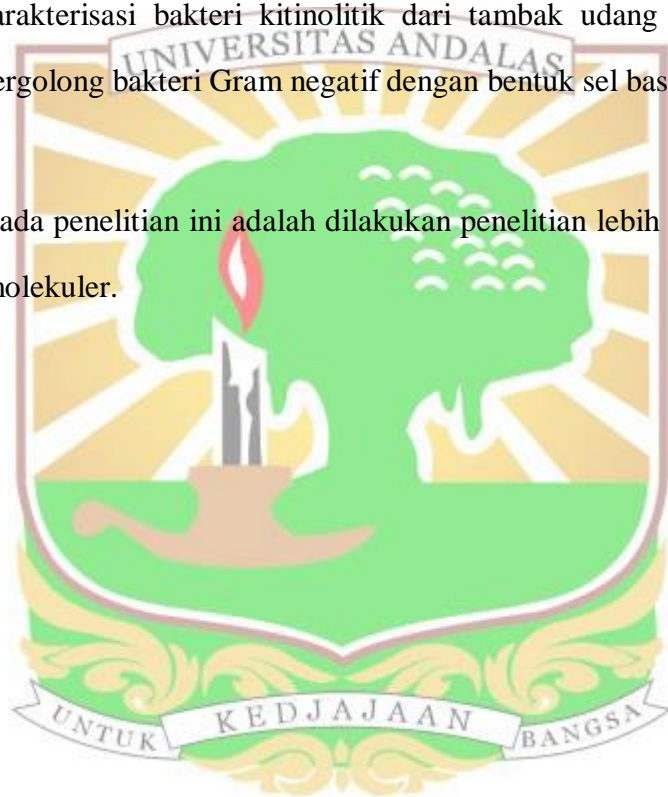 arakterisasi bakteri kitinolitik dari tambak udang
UNIVERSITAS ANDALAS
ergolong bakteri Gram negatif dengan bentuk sel bas
ada penelitian ini adalah dilakukan penelitian lebih
nolekuler.
UNTUK KEDJAJAAN BANGSA